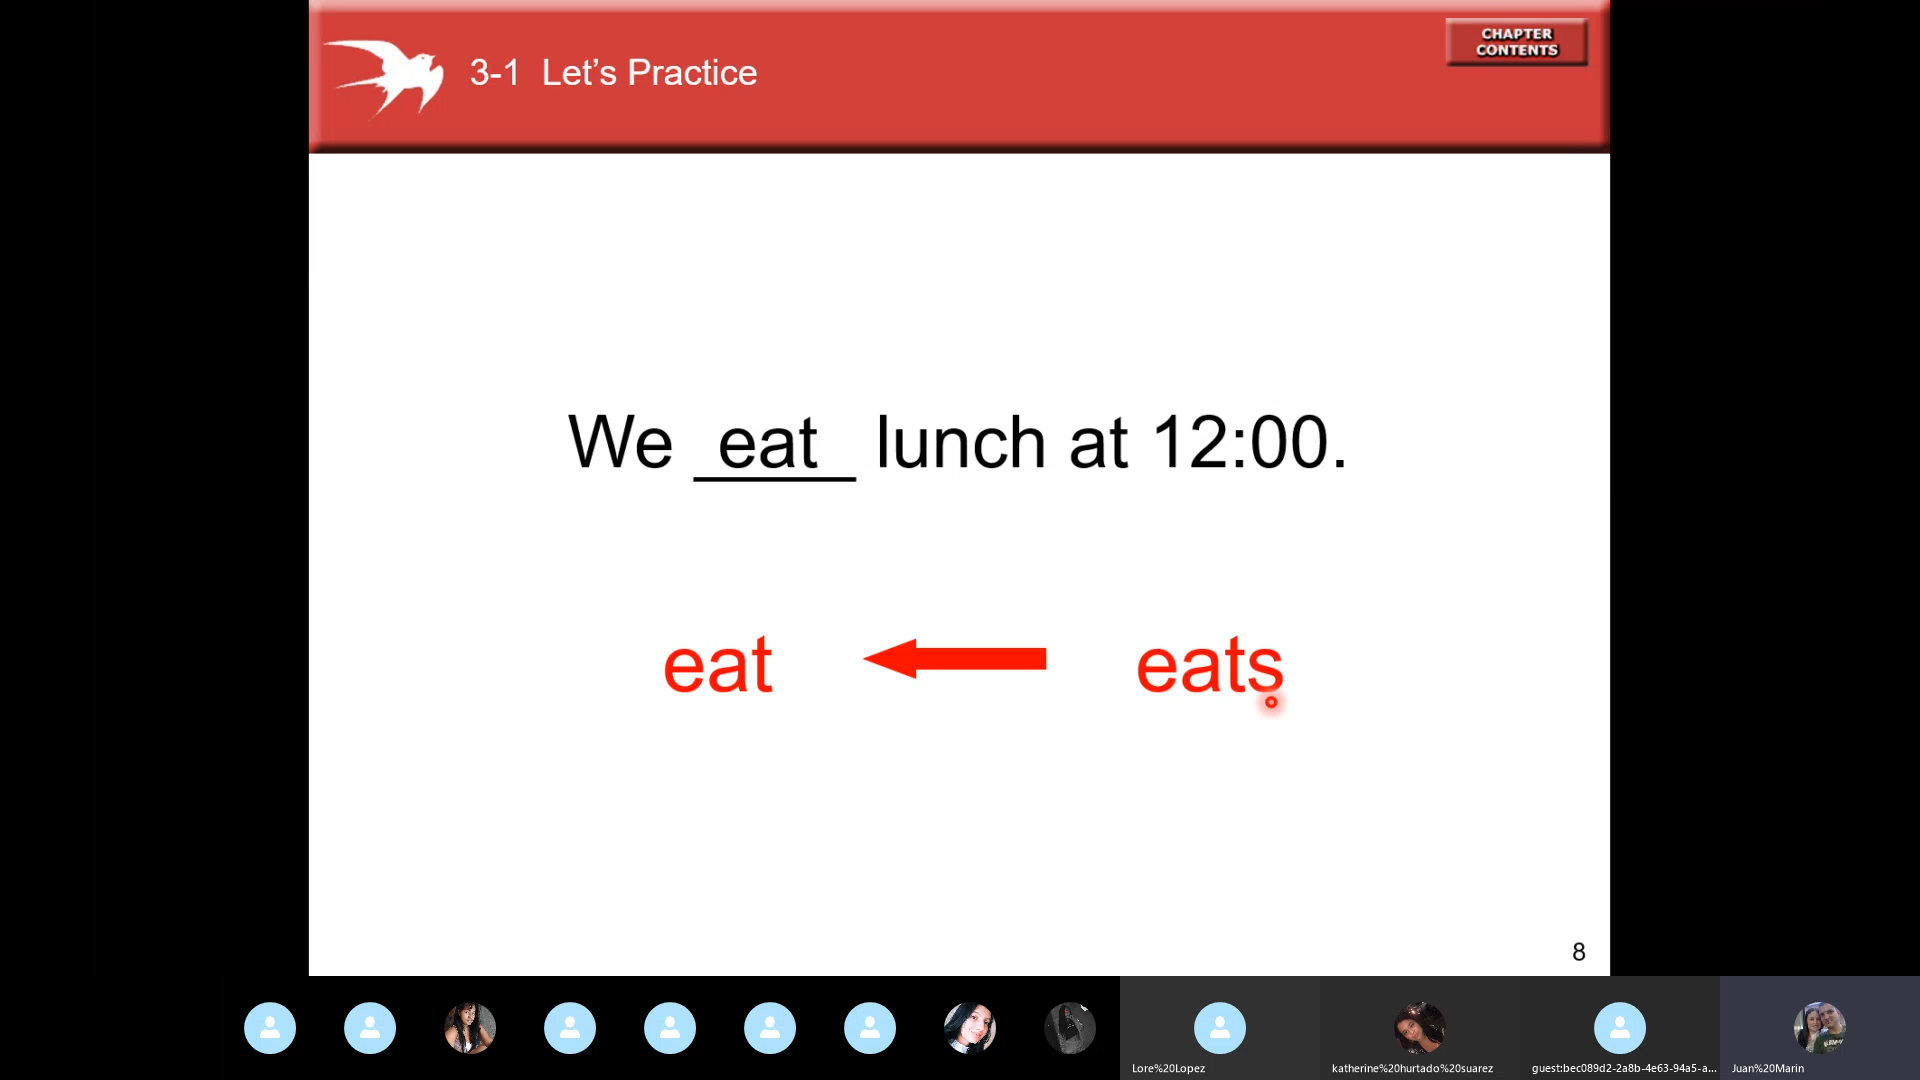 3-1 Let’s Practice
CHAPTER
CONTENTS
We eat lunch at 12:00.
eat eats
8
Lore%20Lopez
katherine%20hurtado%20suarez
guest:bec089d2-2a8b-4e63-94a5-a...
Juan%20Marin